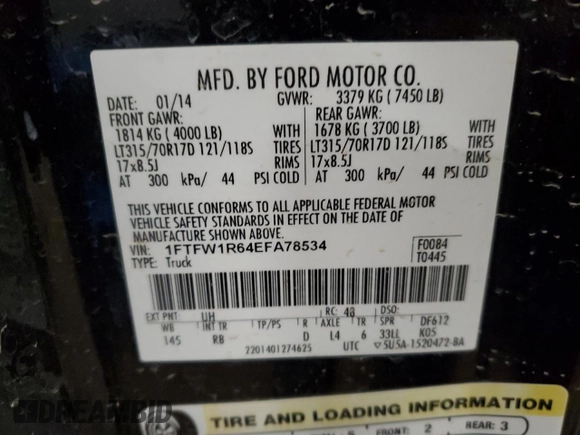 MFD. BY FORD MOTOR CO.
DATE: 01/14 GVWR: 3379 KG (7450 LB)
FRONT GAWR: REAR GAWR:
1814 KG (4000 LB) WITH 1678 KG (3700 LB) WITH
LT315/70R17D 121/118S TIRES LT315/70R17D 121/118S TIRES
17x8.5J RIMS 17x8.5J RIMS
AT 300 kPa/ 44 PSI COLD AT 300 kPa/ 44 PSI COLD
THIS VEHICLE CONFORMS TO ALL APPLICABLE FEDERAL MOTOR
VEHICLE SAFETY STANDARDS IN EFFECT ON THE DATE OF
MANUFACTURE SHOWN ABOVE.
VIN: 1FTFW1R64EFA78534 F0084
TYPE: Truck T0445
EXT PNT: UH RC: 48 DSO:
WB INT TR TP/PS R AXLE TR SPR DF612
145 RB D L4 6 33LL K05
2201401274625 UTC 5U5A-1520472-BA
TIRE AND LOADING INFORMATION
FRONT: 2 REAR: 3
DREAMBID